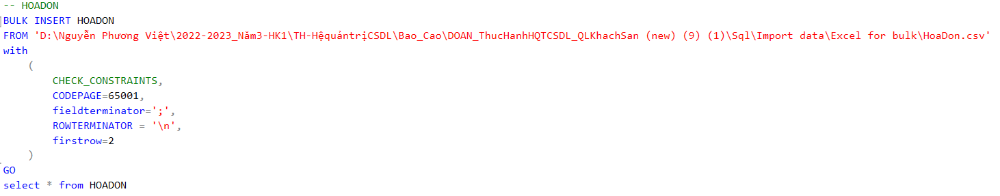 -- HOADON
BULK INSERT HOADON
FROM 'D:\Nguyễn Phương Việt\2022-2023_Năm3-HK1\TH-HệquảntrịCSDL\Bao_Cao\DOAN_ThucHanhHQTCSDL_QLKhachSan (new) (9) (1)\Sql\Import data\Excel for bulk\HoaDon.csv'
with
(
CHECK_CONSTRAINTS,
CODEPAGE=65001,
fieldterminator=';',
ROWTERMINATOR = '\n',
firstrow=2
)
GO
select * from HOADON